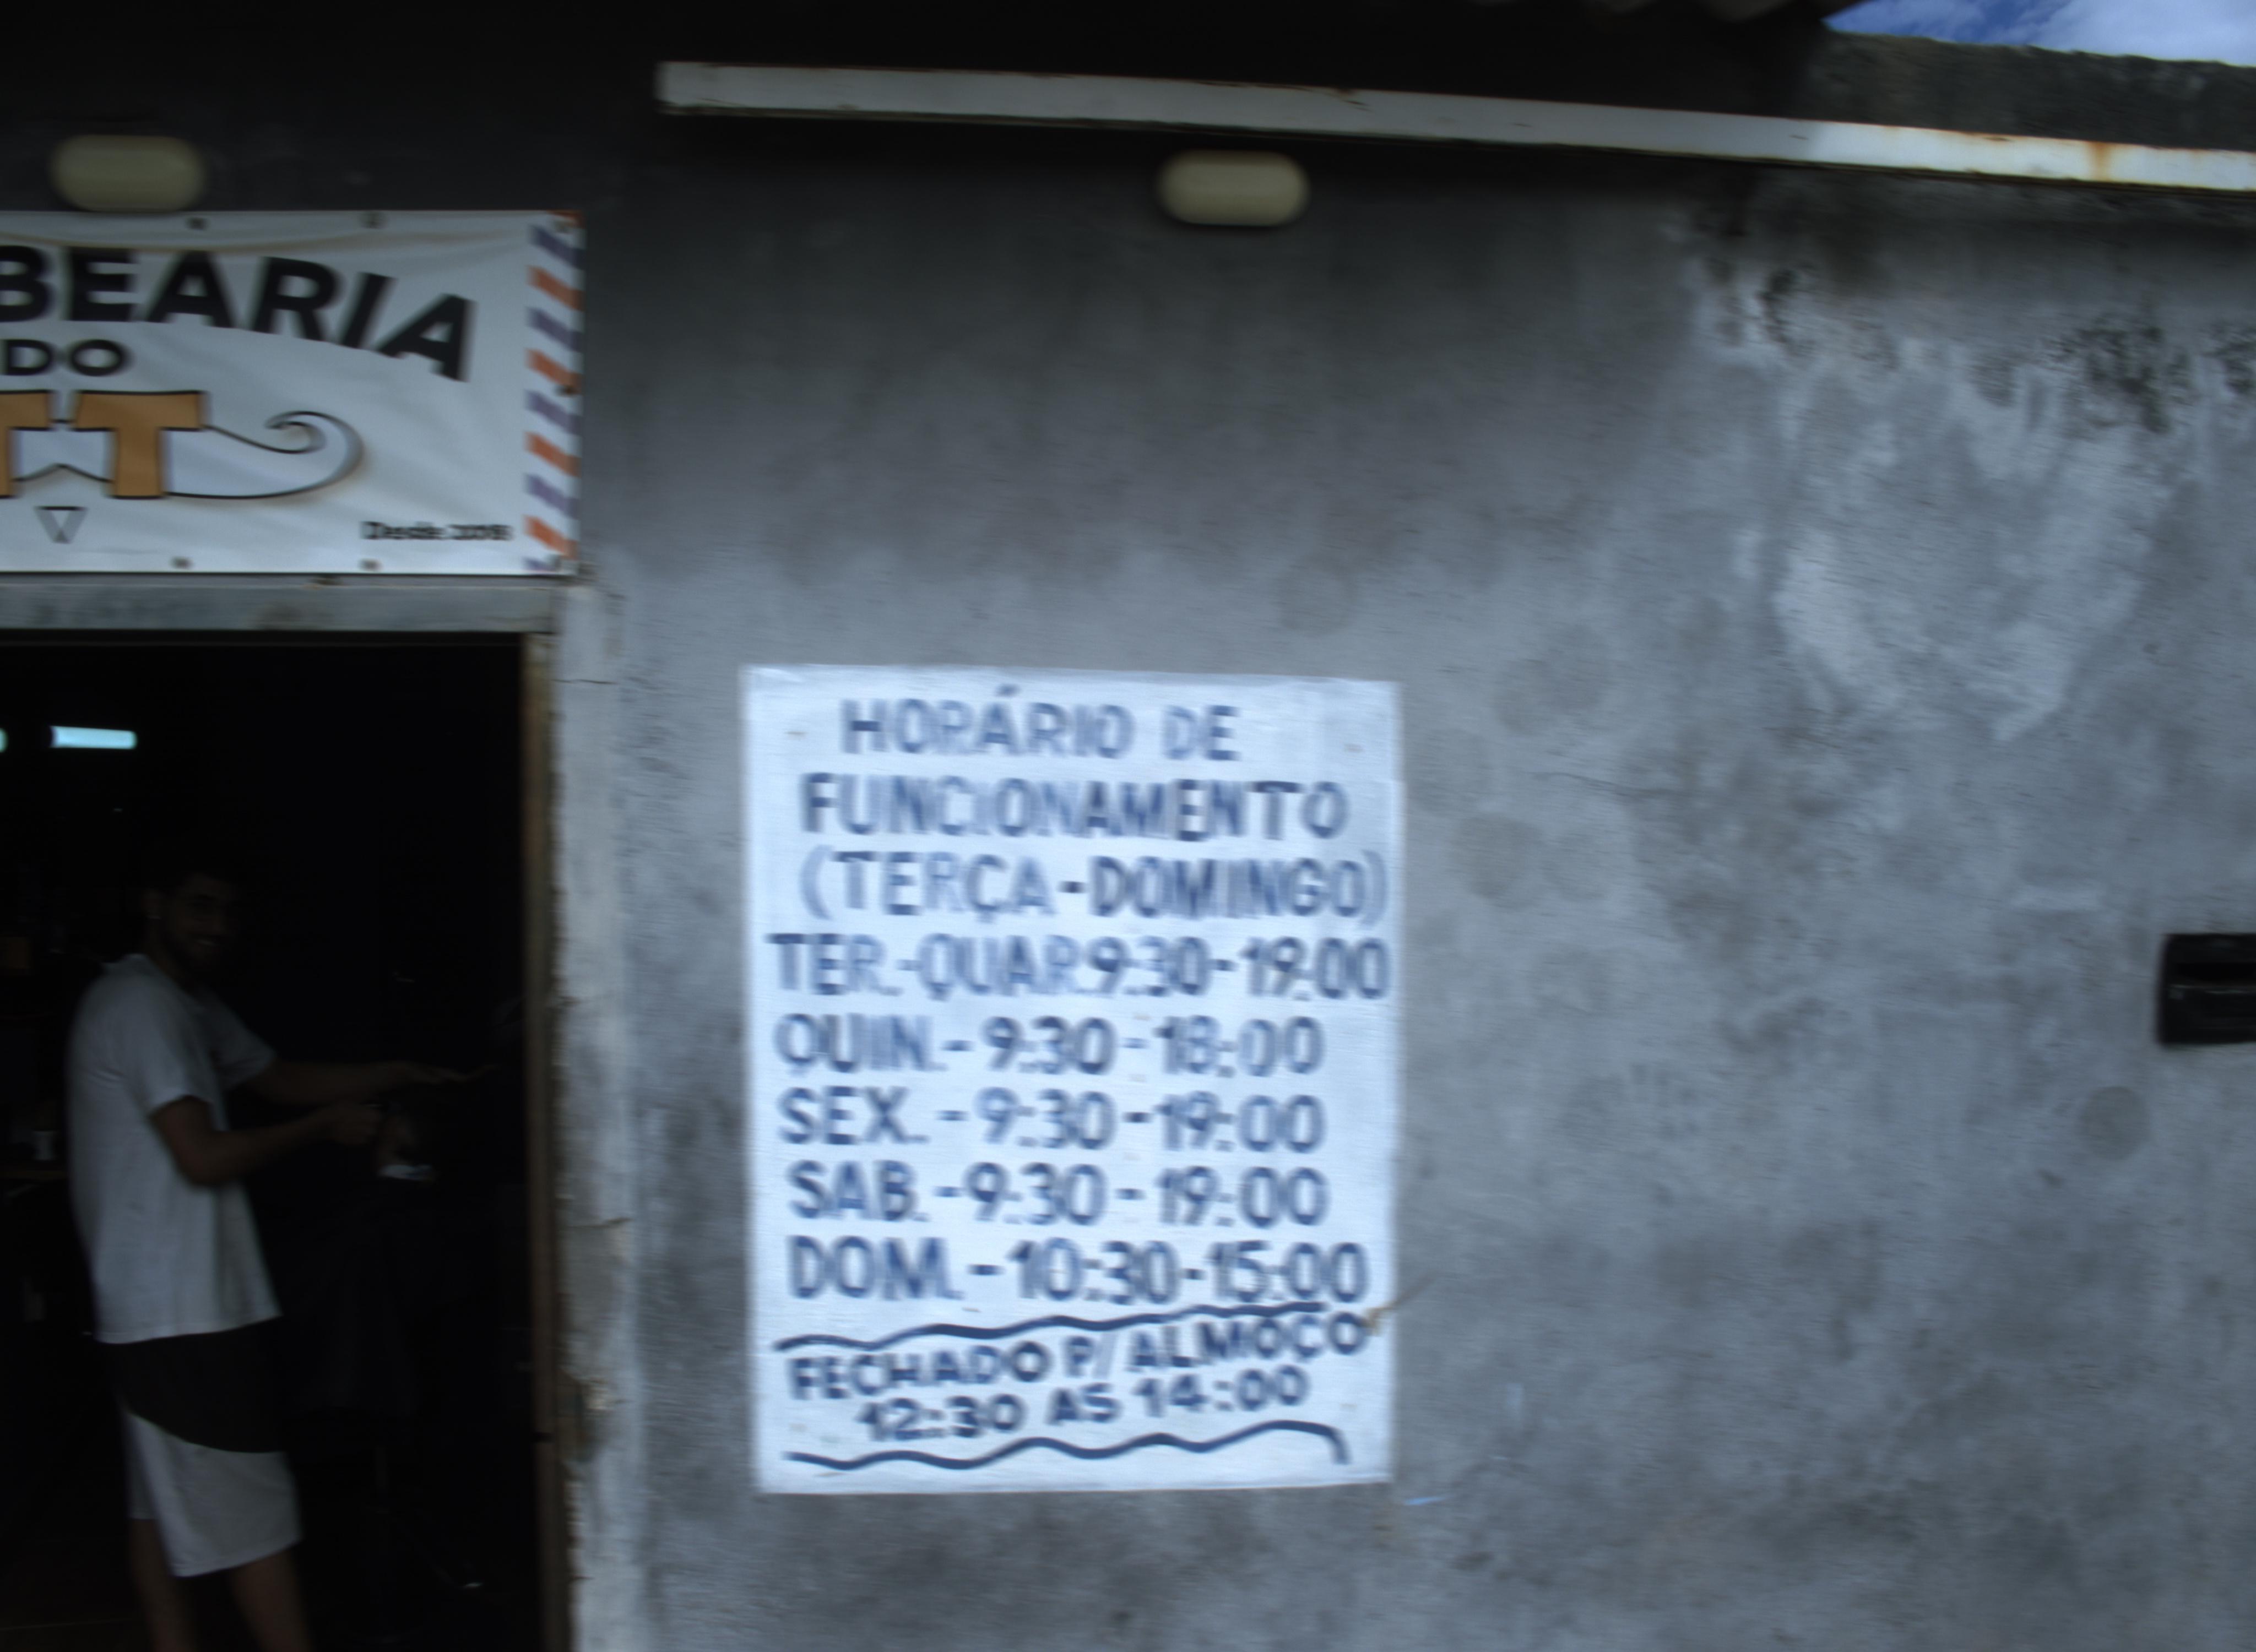 BEARIA
DO
TT
Desde
HORÁRIO DE
FUNCIONAMENTO
(TERÇA-DOMINGO)
TER.-QUAR.9:30-19:00
QUIN.-9:30-18:00
SEX.-9:30-19:00
SAB.-9:30-19:00
DOM.-10:30-15:00
FECHADO P/ ALMOÇO
12:30 AS 14:00